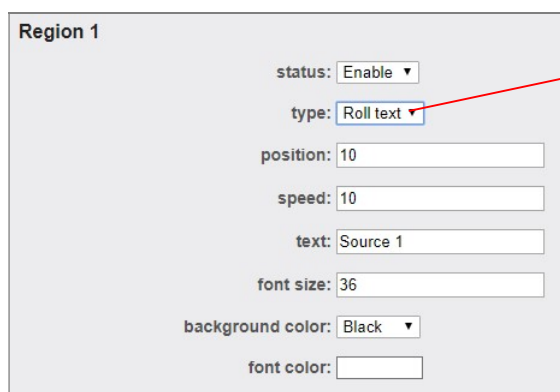 Region 1
status: Enable
type: Roll text
position: 10
speed: 10
text: Source 1
font size: 36
background color: Black
font color: